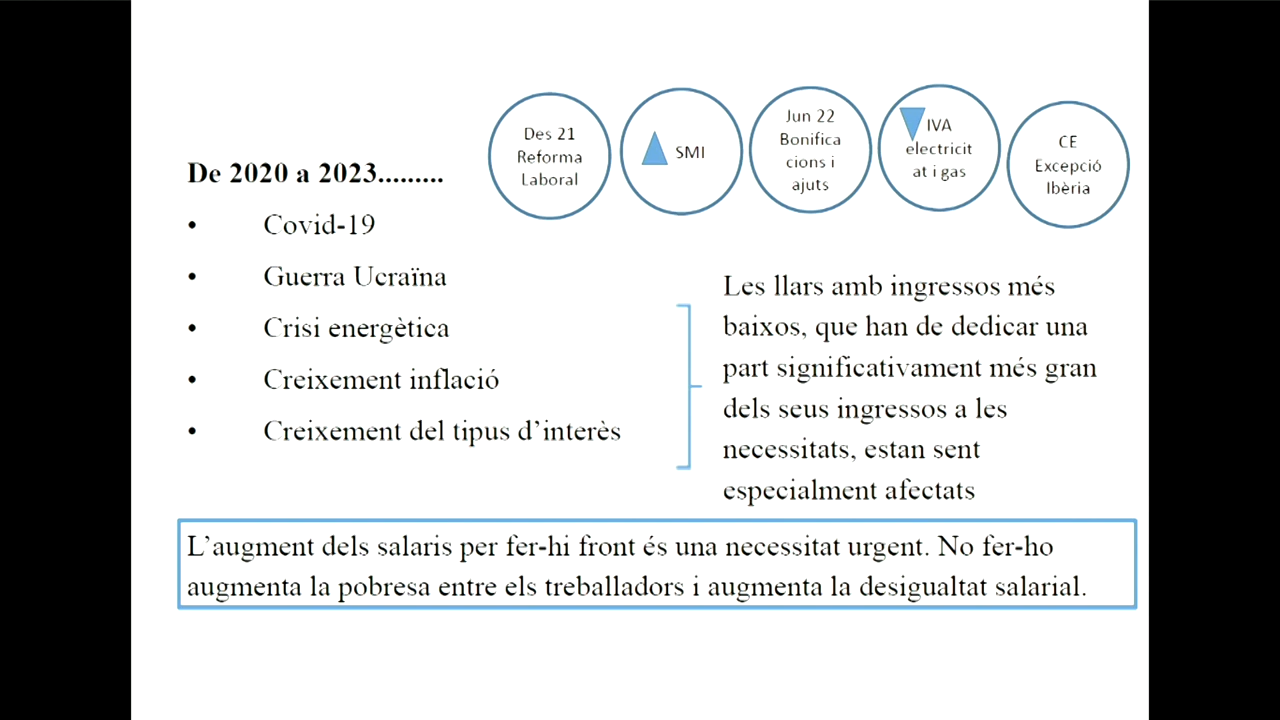 Des 21
Reforma
Laboral
SMI
Jun 22
Bonifica
cions i
ajuts
IVA
electricit
at i gas
CE
Excepció
Ibèria
De 2020 a 2023.........
• Covid-19
• Guerra Ucraïna
• Crisi energètica
• Creixement inflació
• Creixement del tipus d’interès
Les llars amb ingressos més
baixos, que han de dedicar una
part significativament més gran
dels seus ingressos a les
necessitats, estan sent
especialment afectats
L’augment dels salaris per fer-hi front és una necessitat urgent. No fer-ho
augmenta la pobresa entre els treballadors i augmenta la desigualtat salarial.